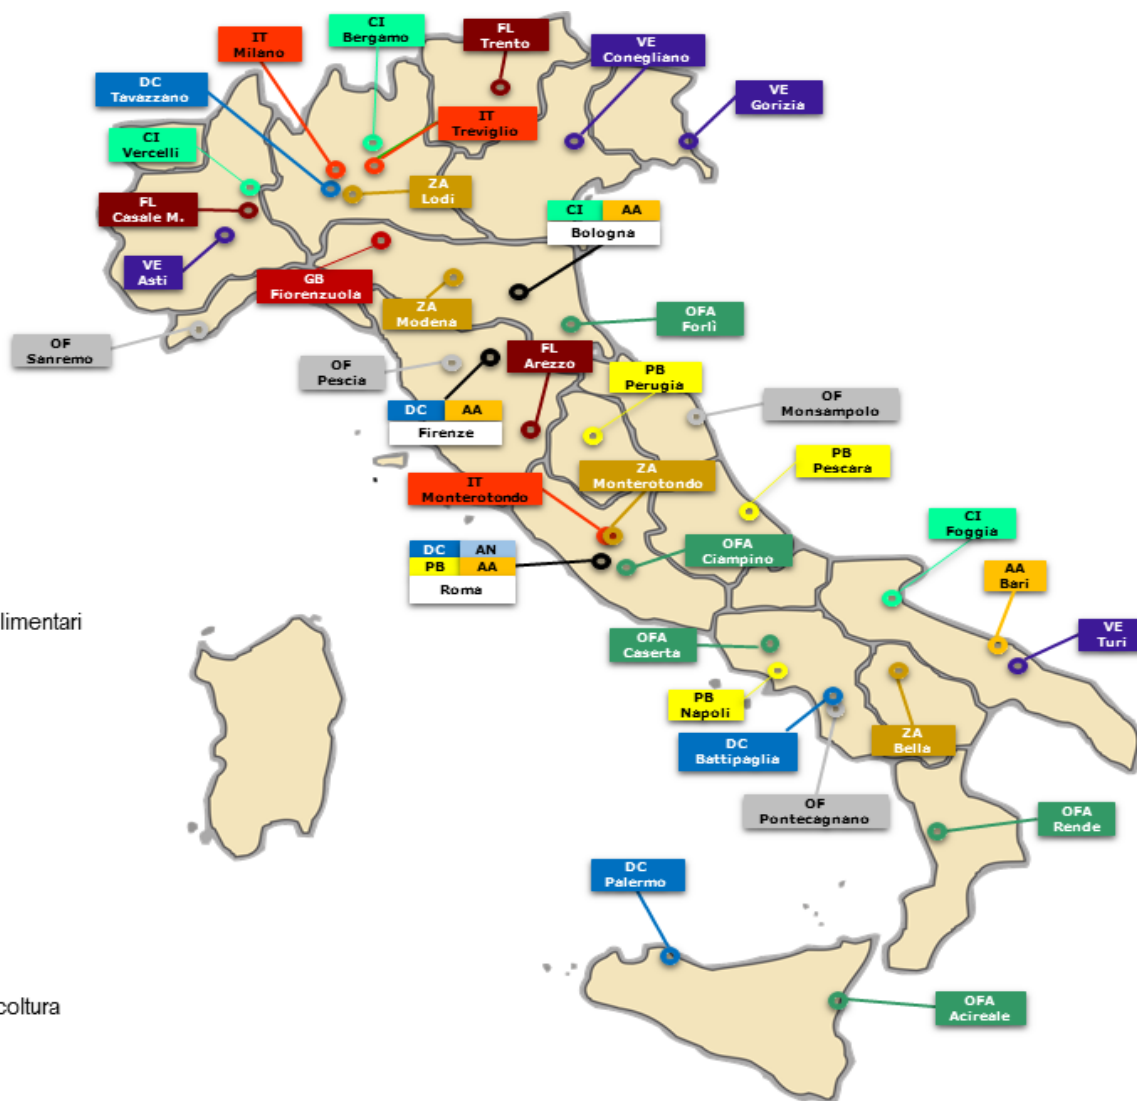 CI
Bergamo
FL
Trento
IT
Milano
VE
Conegliano
DC
Tavazzano
VE
Gorizia
IT
Treviglio
CI
Vercelli
ZA
Lodi
FL
Casale M.
CI AA
Bologna
VE
Asti
GB
Fiorenzuola
ZA
Modena
OFA
Forlì
OF
Sanremo
OF
Pescia
FL
Arezzo
PB
Perugia
OF
Monsampolo
DC AA
Firenze
PB
Pescara
IT
Monterotondo
ZA
Monterotondo
CI
Foggia
DC AN
PB AA
Roma
OFA
Ciampino
AA
Bari
limentari
OFA
Caserta
VE
Turi
PB
Napoli
DC
Battipaglia
ZA
Bella
OF
Pontecagnano
OFA
Rende
DC
Palermo
coltura
OFA
Acireale